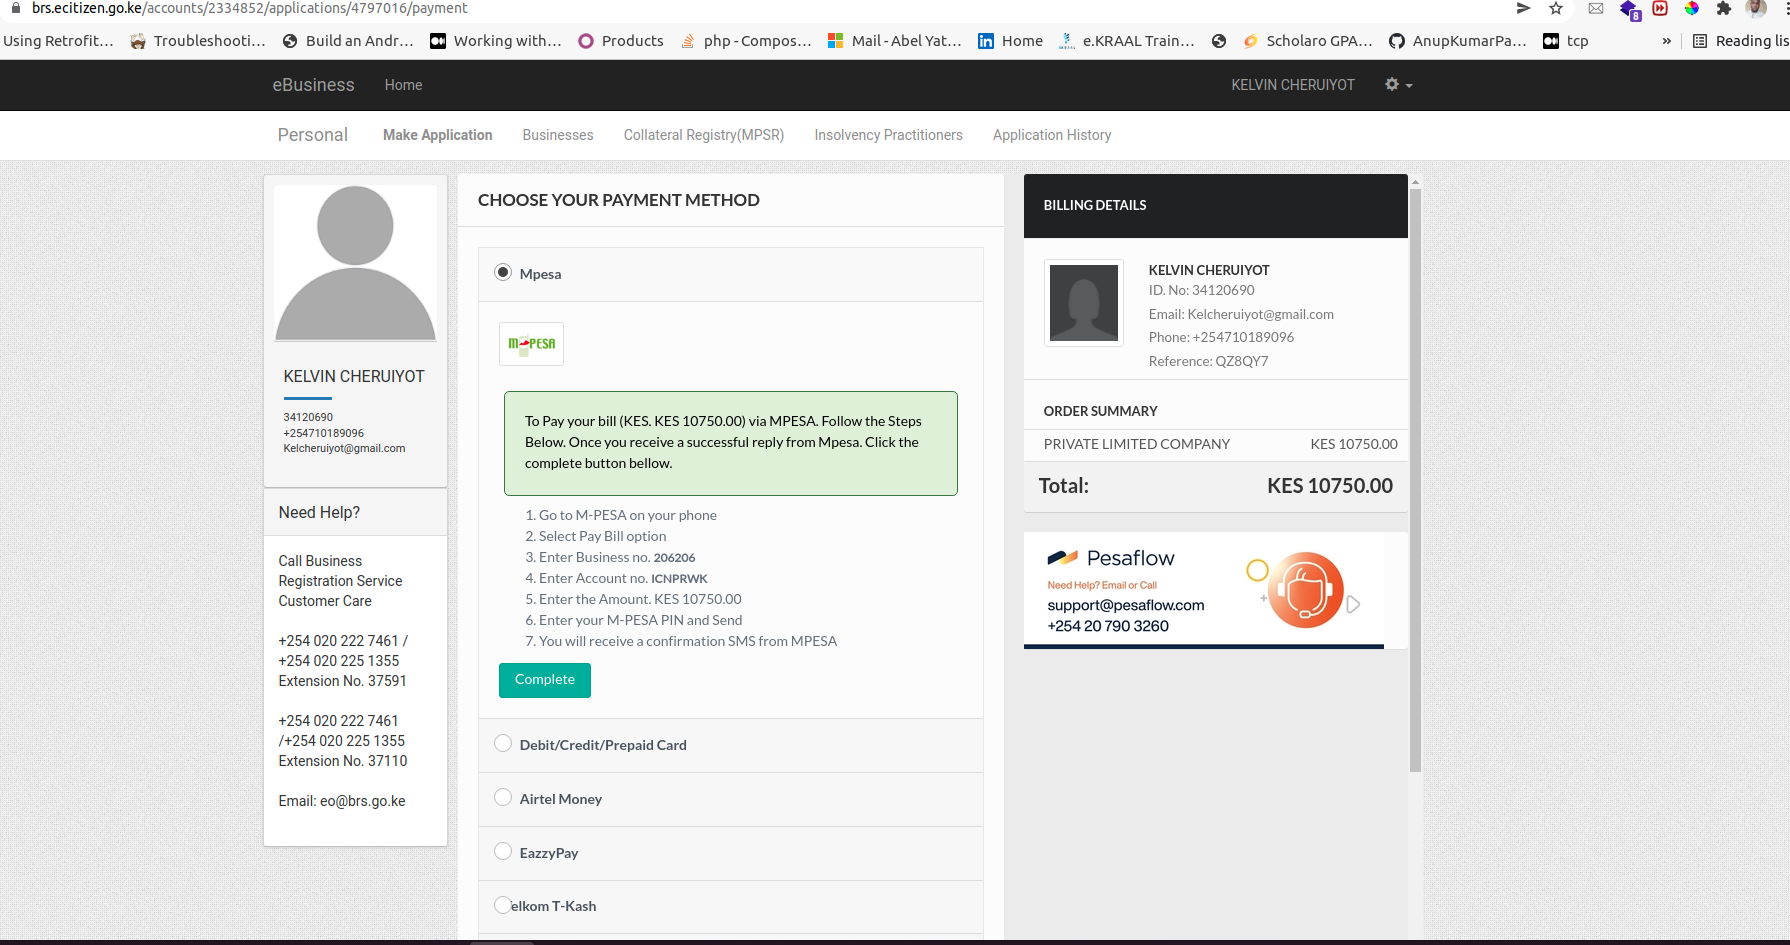 brs.ecitizen.go.ke/accounts/2334852/applications/4797016/payment
8
Using Retrofit... Troubleshooti... Build an Andr... Working with... Products php - Compos... Mail - Abel Yat... Home e.KRAAL Train... Scholaro GPA... AnupKumarPa... tcp » Reading lis
eBusiness Home KELVIN CHERUIYOT
Personal Make Application Businesses Collateral Registry(MPSR) Insolvency Practitioners Application History
KELVIN CHERUIYOT
34120690
+254710189096
Kelcheruiyot@gmail.com
Need Help?
Call Business
Registration Service
Customer Care
+254 020 222 7461 /
+254 020 225 1355
Extension No. 37591
+254 020 222 7461
/+254 020 225 1355
Extension No. 37110
Email: eo@brs.go.ke
CHOOSE YOUR PAYMENT METHOD
Mpesa
M-PESA
To Pay your bill (KES. KES 10750.00) via MPESA. Follow the Steps
Below. Once you receive a successful reply from Mpesa. Click the
complete button bellow.
1. Go to M-PESA on your phone
2. Select Pay Bill option
3. Enter Business no. 206206
4. Enter Account no. ICNPRWK
5. Enter the Amount. KES 10750.00
6. Enter your M-PESA PIN and Send
7. You will receive a confirmation SMS from MPESA
Complete
Debit/Credit/Prepaid Card
Airtel Money
EazzyPay
elkom T-Kash
BILLING DETAILS
KELVIN CHERUIYOT
ID. No: 34120690
Email: Kelcheruiyot@gmail.com
Phone: +254710189096
Reference: QZ8QY7
ORDER SUMMARY
PRIVATE LIMITED COMPANY KES 10750.00
Total: KES 10750.00
Pesaflow
Need Help? Email or Call
support@pesaflow.com
+254 20 790 3260